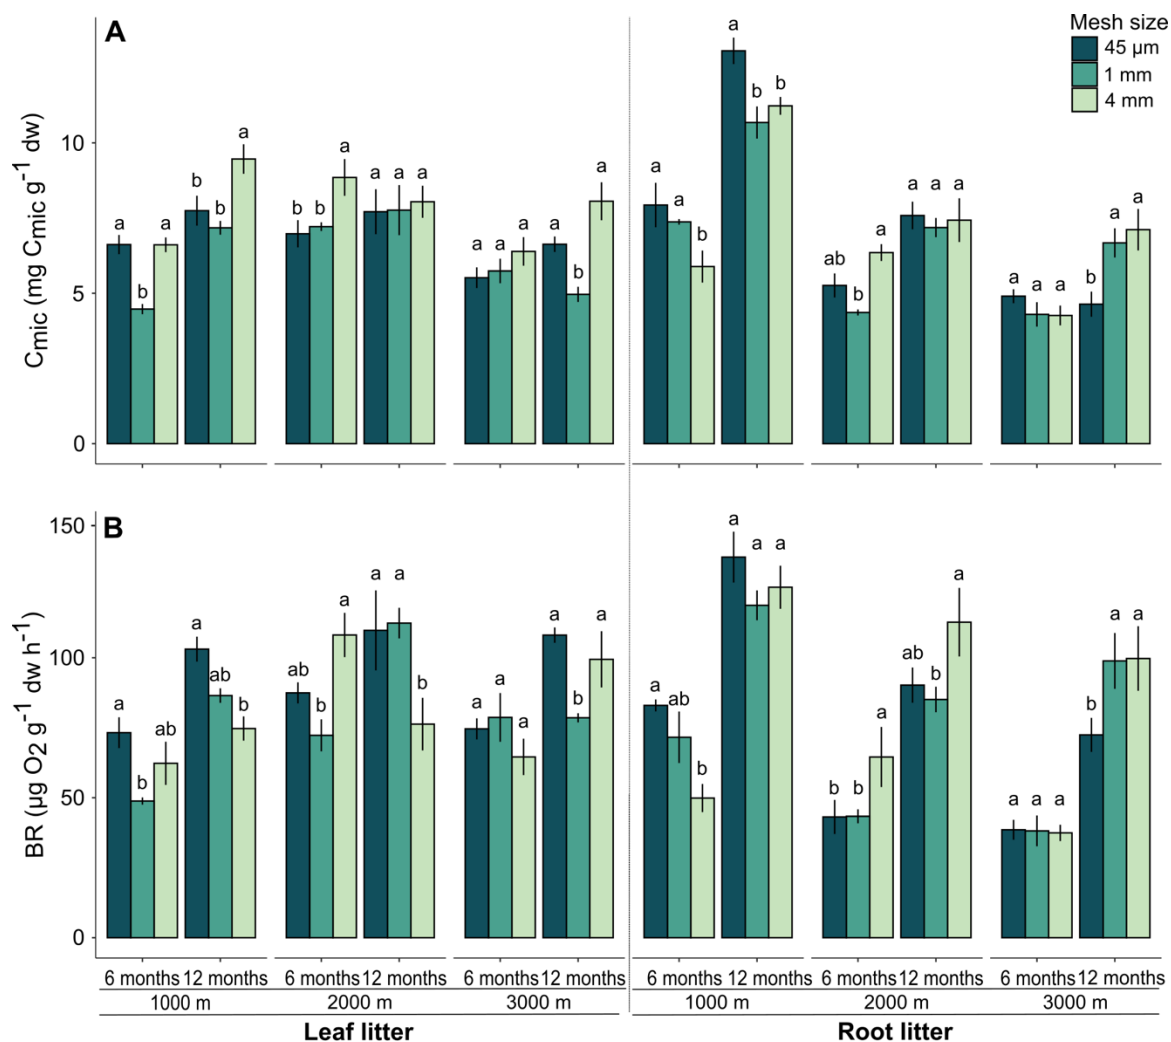 A
Mesh size
45 µm
1 mm
4 mm
Cmic (mg Cmic g-1 dw)
10
5
0
a b a b b a
b b a a a a
a a a a b a
a a b a b b
ab b a a a a
a a a b a a
B
BR (µg O2 g-1 dw h-1)
150
100
50
0
a b ab a ab b
ab b a a a b
a a a a b a
a ab b a a a
b b a ab b a
a a a b a a
6 months 12 months 6 months 12 months 6 months 12 months 6 months 12 months 6 months 12 months 6 months 12 months
1000 m 2000 m 3000 m 1000 m 2000 m 3000 m
Leaf litter Root litter